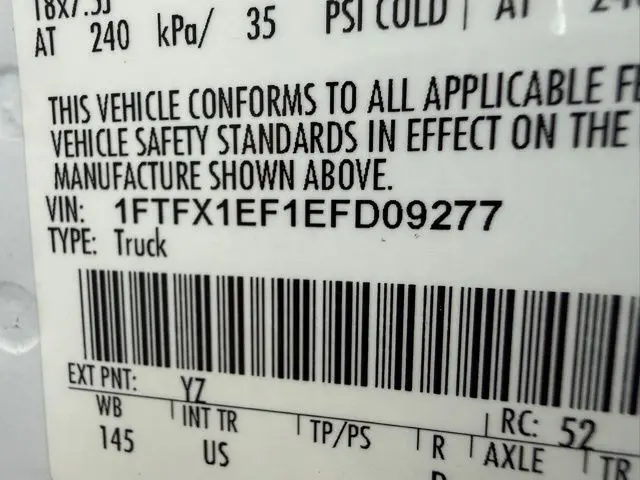 18x7.5J
AT 240 kPa/ 35 PSI COLD | AT
THIS VEHICLE CONFORMS TO ALL APPLICABLE
VEHICLE SAFETY STANDARDS IN EFFECT ON THE
MANUFACTURE SHOWN ABOVE.
VIN: 1FTFX1EF1EFD09277
TYPE: Truck
EXT PNT: YZ RC: 52
WB INT TR TP/PS R AXLE TR
145 US